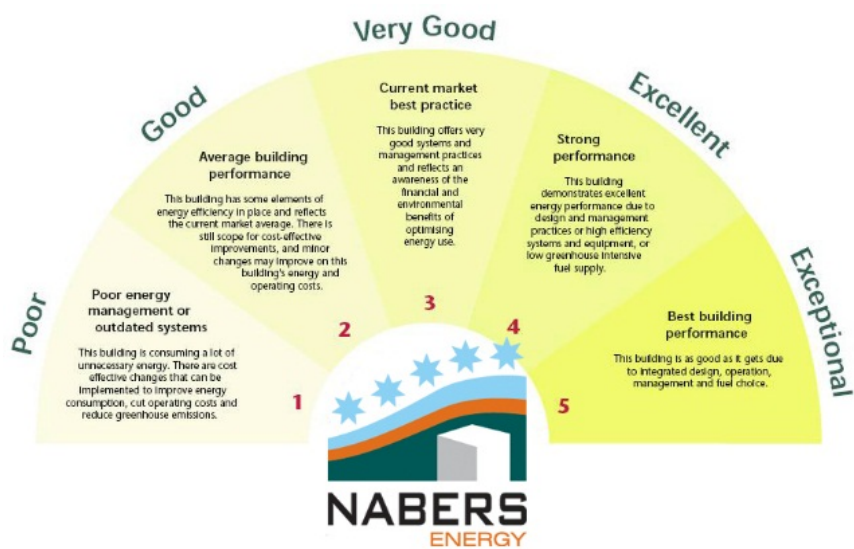 Poor
Poor energy
management or
outdated systems
This building is consuming a lot of
unnecessary energy. There are cost
effective changes that can be
implemented to improve energy
consumption, cut operating costs and
reduce greenhouse emissions.
1
Good
Average building
performance
This building has some elements of
energy efficiency in place and reflects
the current market average. There is
still scope for cost-effective
improvements, and minor
changes may improve on this
building's energy and
operating costs.
2
Very Good
Current market
best practice
This building offers very
good systems and
management practices
and reflects an
awareness of the
financial and
environmental
benefits of
optimising
energy use.
3
Excellent
Strong
performance
This building
demonstrates excellent
energy performance due to
design and management
practices or high efficiency
systems and equipment, or
low greenhouse intensive
fuel supply.
4
Exceptional
Best building
performance
This building is as good as it gets due
to integrated design, operation,
management and fuel choice.
5
NABERS
ENERGY